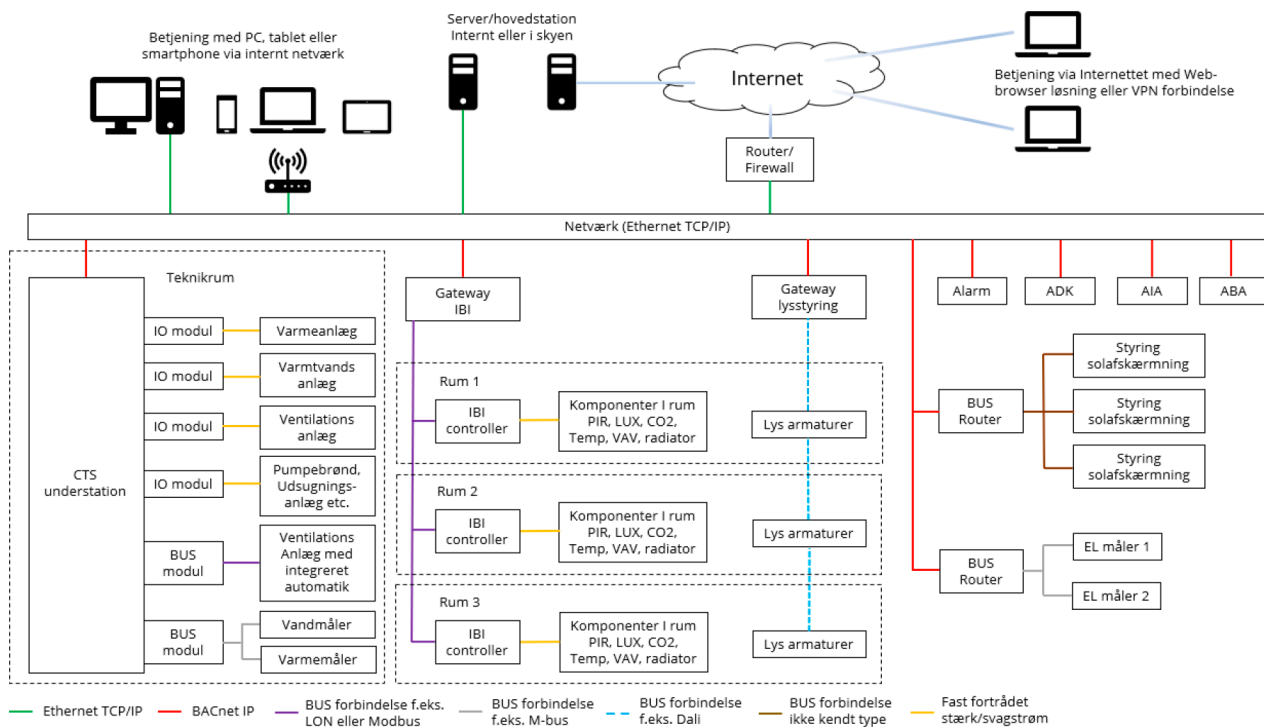 Betjening med PC, tablet eller
smartphone via internt netværk
Server/hovedstation
Internt eller i skyen
Internet
Betjening via Internettet med Web-
browser løsning eller VPN forbindelse
Router/
Firewall
Netværk (Ethernet TCP/IP)
Teknikrum
CTS
understation
IO modul
Varmeanlæg
IO modul
Varmtvands
anlæg
IO modul
Ventilations
anlæg
IO modul
Pumpebrønd,
Udsugnings-
anlæg etc.
BUS
modul
Ventilations
Anlæg med
integreret
automatik
BUS
modul
Vandmåler
Varmemåler
Gateway
IBI
Gateway
lysstyring
Rum 1
IBI
controller
Komponenter I rum
PIR, LUX, CO2,
Temp, VAV, radiator
Lys armaturer
Rum 2
IBI
controller
Komponenter I rum
PIR, LUX, CO2,
Temp, VAV, radiator
Lys armaturer
Rum 3
IBI
controller
Komponenter I rum
PIR, LUX, CO2,
Temp, VAV, radiator
Lys armaturer
Alarm
ADK
AIA
ABA
BUS
Router
Styring
solafskærmning
Styring
solafskærmning
Styring
solafskærmning
BUS
Router
EL måler 1
EL måler 2
Ethernet TCP/IP
BACnet IP
BUS forbindelse f.eks.
LON eller Modbus
BUS forbindelse
f.eks. M-bus
BUS forbindelse
f.eks. Dali
BUS forbindelse
ikke kendt type
Fast fortrådet
stærk/svagstrøm